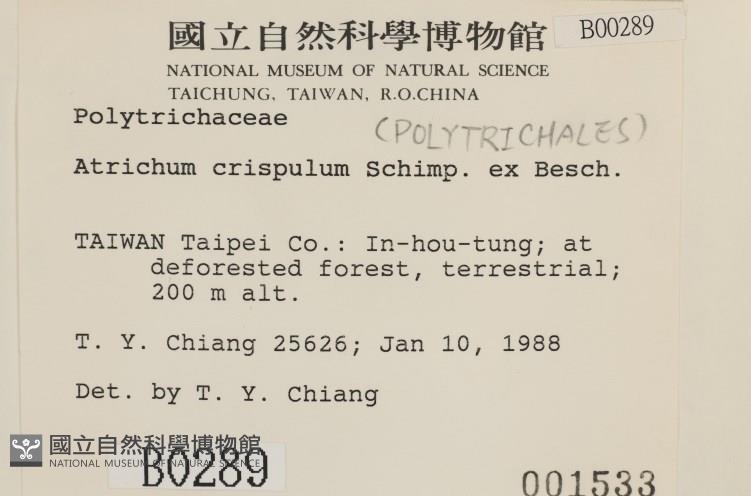 國立自然科學博物館
B00289
NATIONAL MUSEUM OF NATURAL SCIENCE
TAICHUNG, TAIWAN, R.O.CHINA
Polytrichaceae
(POLYTRICHALES)
Atrichum crispulum Schimp. ex Besch.
TAIWAN Taipei Co.: In-hou-tung; at
deforested forest, terrestrial;
200 m alt.
T. Y. Chiang 25626; Jan 10, 1988
Det. by T. Y. Chiang
國立自然科學博物館
NATIONAL MUSEUM OF NATURAL SCIENCE
B0289
001533